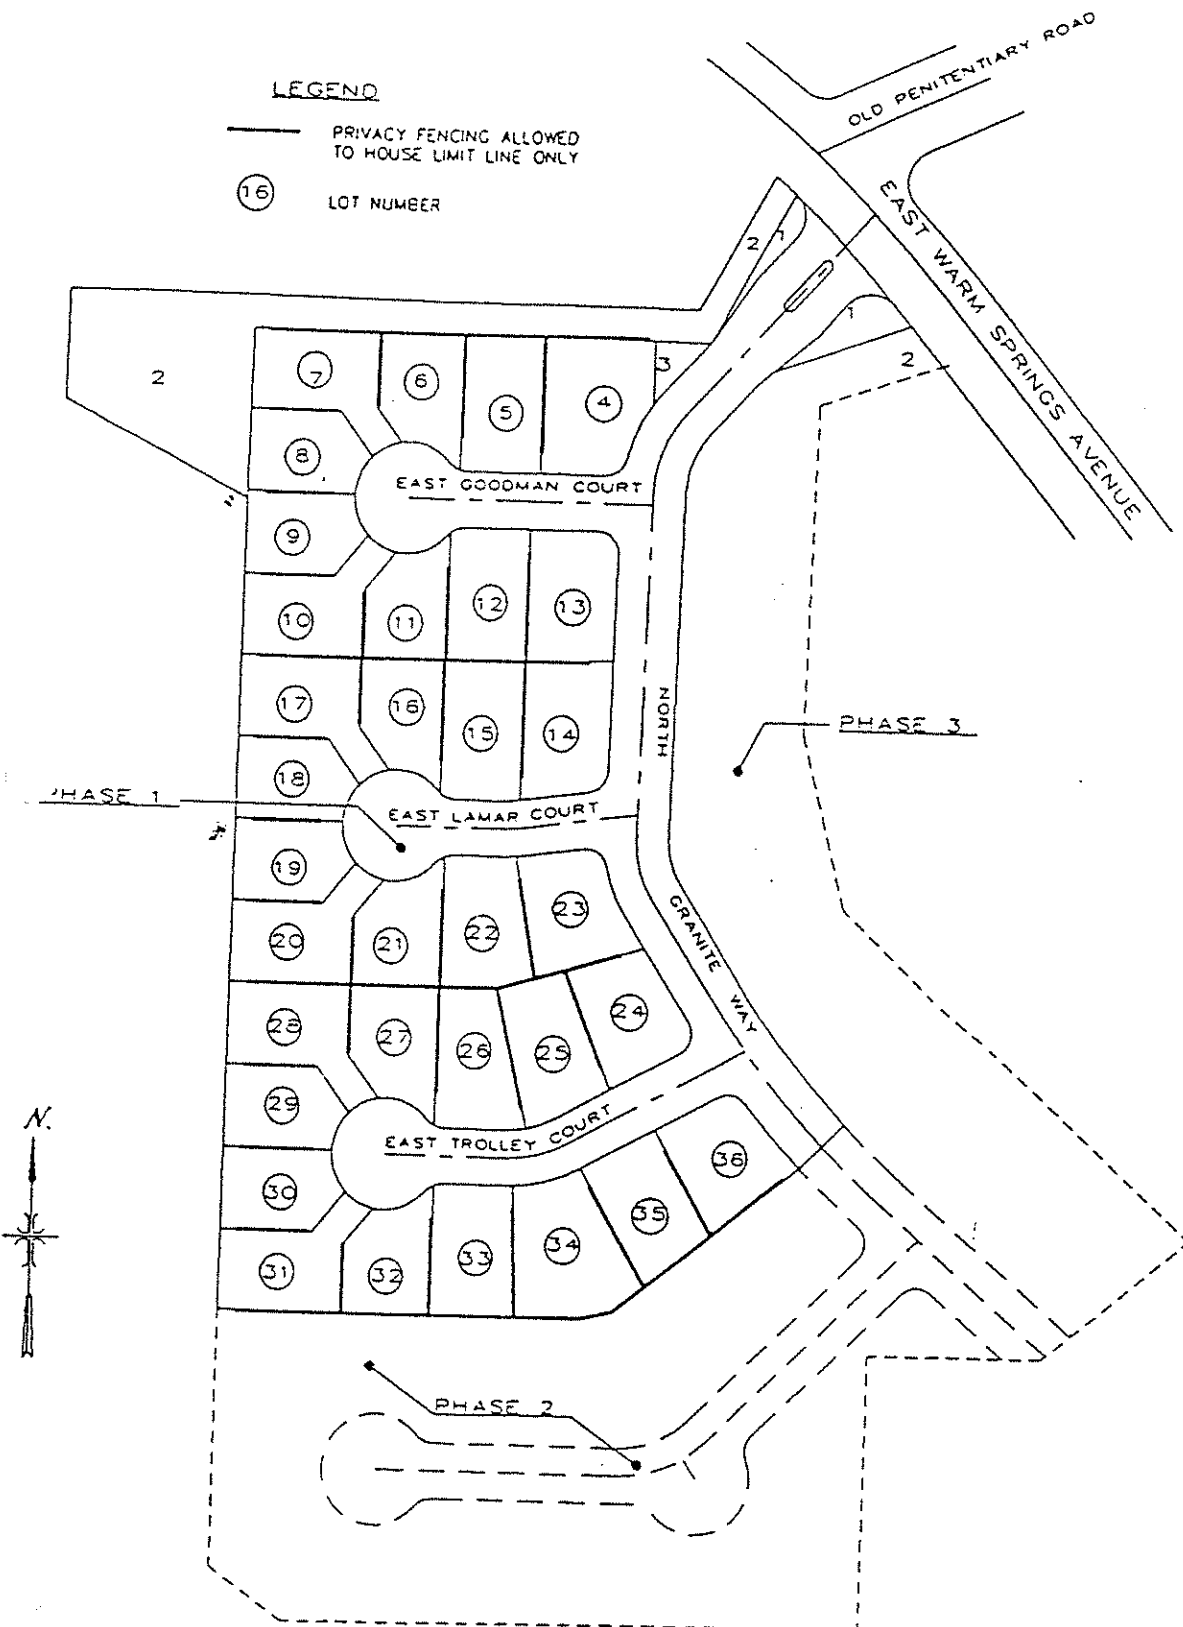 LEGEND
PRIVACY FENCING ALLOWED
TO HOUSE LIMIT LINE ONLY
16
LOT NUMBER
OLD PENITENTIARY ROAD
EAST WARM SPRINGS AVENUE
2
1
1
2
2
3
7
6
5
4
8
EAST GOODMAN COURT
9
10
11
12
13
17
16
15
14
NORTH
GRANITE WAY
PHASE 3
18
PHASE 1
EAST LAMAR COURT
19
20
21
22
23
28
27
26
25
24
29
EAST TROLLEY COURT
30
31
32
33
34
35
36
N.
PHASE 2